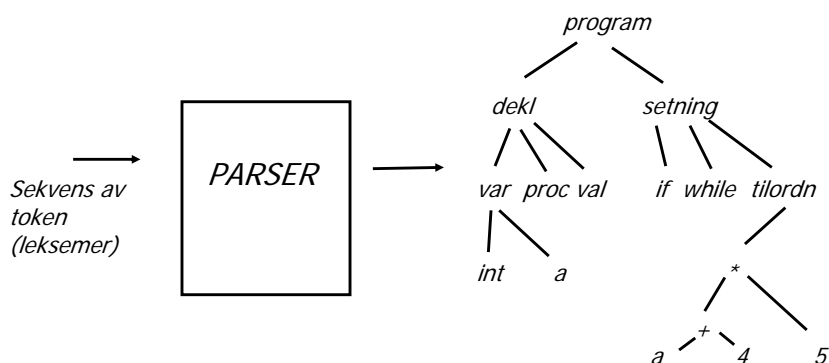 program
dekl setning
PARSER
Sekvens av
token
(leksemer)
var proc val if while tilordn
int a
*
+
a 4 5